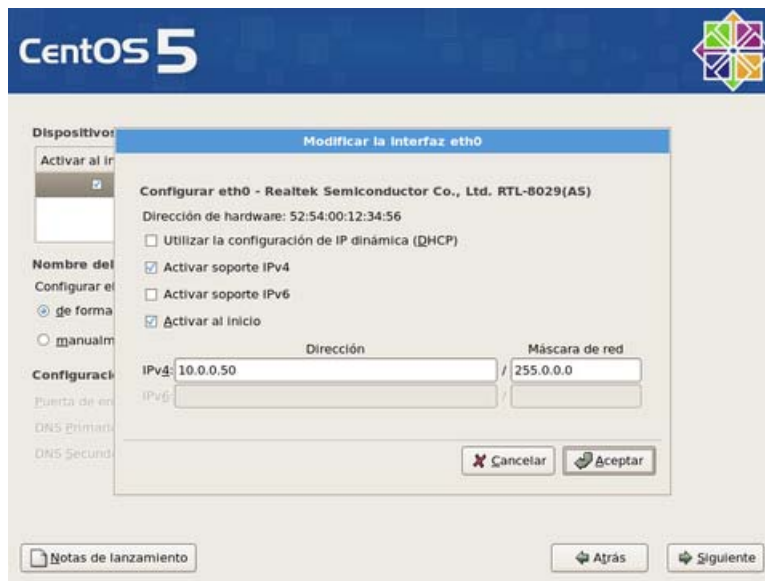 CentOS 5
Dispositivos
Modificar la interfaz eth0
Activar al in
Configurar eth0 - Realtek Semiconductor Co., Ltd. RTL-8029(AS)
Dirección de hardware: 52:54:00:12:34:56
Utilizar la configuración de IP dinámica (DHCP)
Nombre del
Activar soporte IPv4
Configurar el
Activar soporte IPv6
de forma
Activar al inicio
manualm
Dirección Máscara de red
IPv4: 10.0.0.50 / 255.0.0.0
Configuraci
IPv6: /
Puerta de en
DNS Primari
DNS Secund
Cancelar Aceptar
Notas de lanzamiento Atrás Siguiente